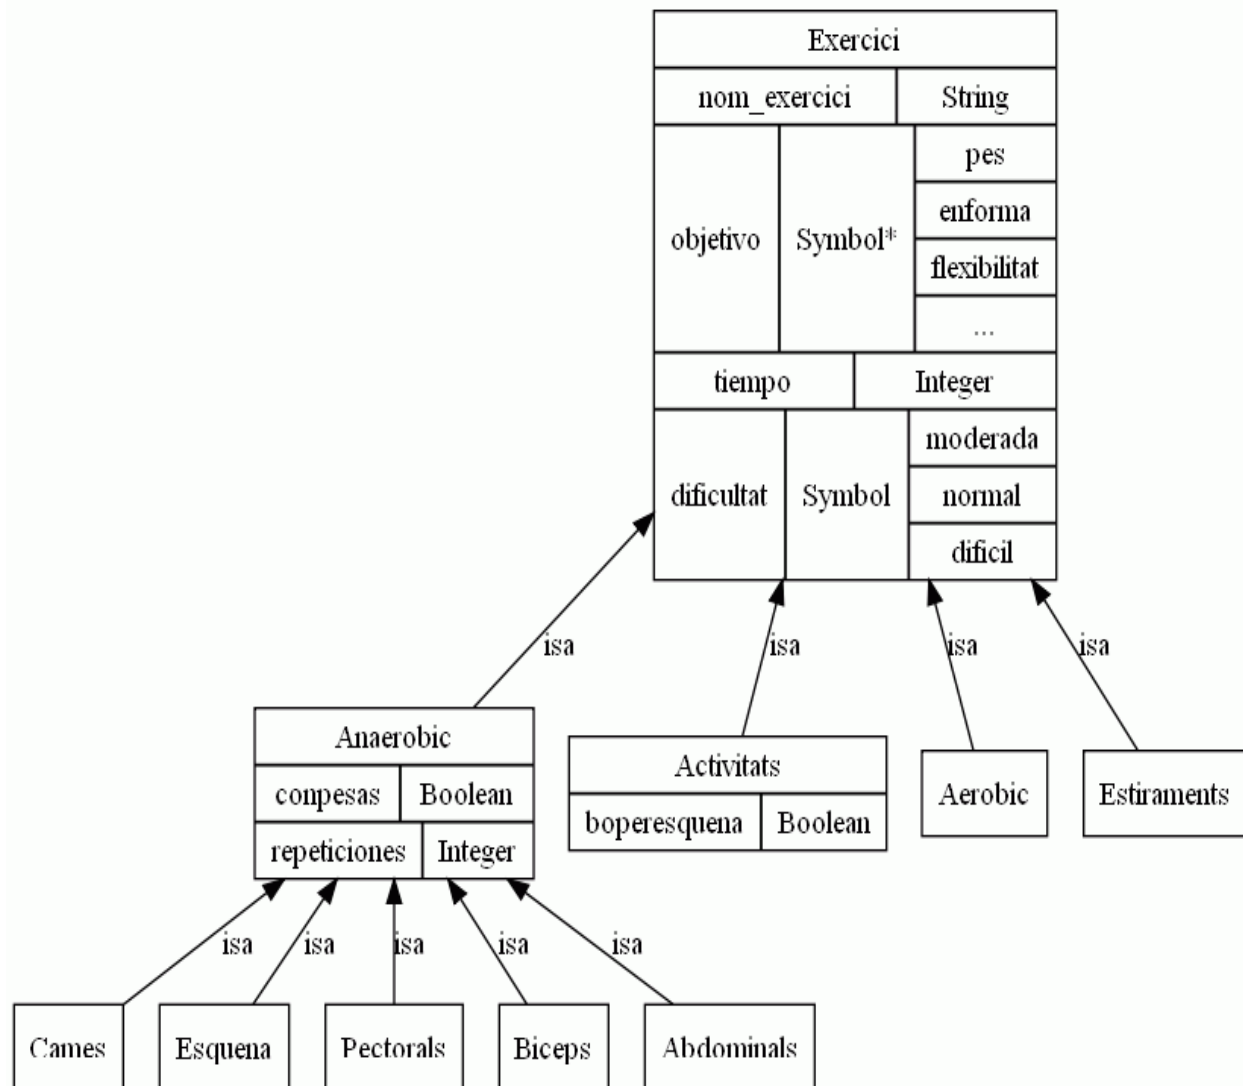 Exercici
nom_exercici String
objetivo Symbol* pes
enforma
flexibilitat
...
tiempo Integer
dificultat Symbol moderada
normal
dificil
isa isa isa isa
Anaerobic
conpesas Boolean
repeticiones Integer
Activitats
boperesquena Boolean
Aerobic
Estiraments
isa isa isa isa isa
Cames Esquena Pectorals Biceps Abdominals